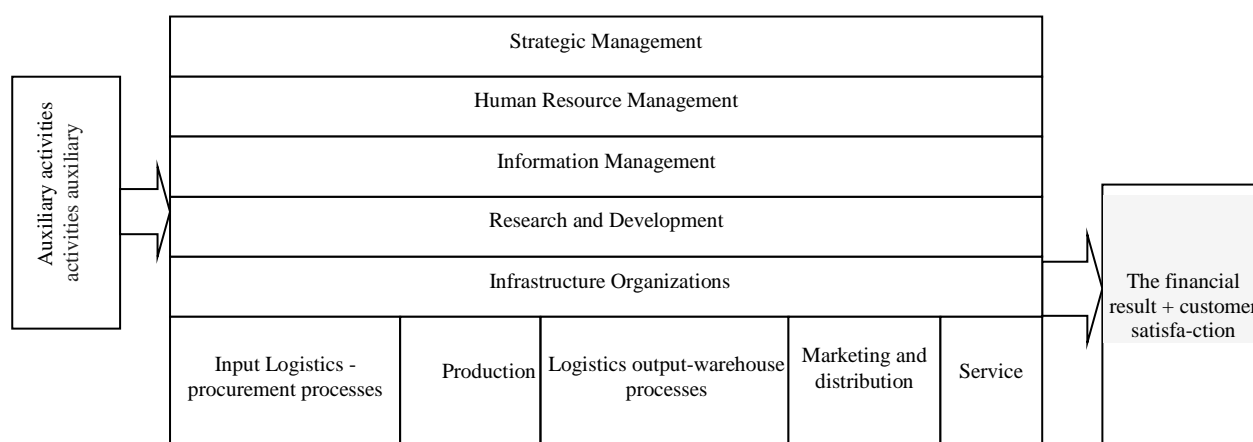 Strategic Management
Human Resource Management
Information Management
Research and Development
Infrastructure Organizations
Auxiliary activities
activities auxiliary
Input Logistics -
procurement processes
Production
Logistics output-warehouse
processes
Marketing and
distribution
Service
The financial
result + customer
satisfa-ction